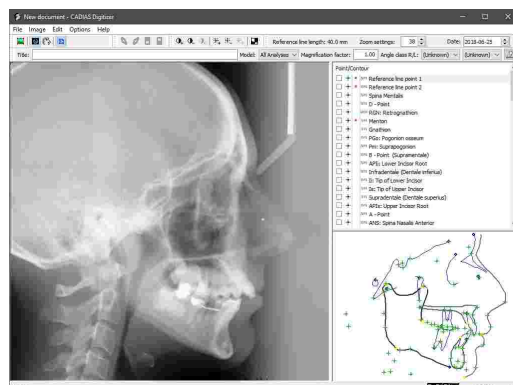 New document - CADIAS Digitizer
File Image Edit Options Help
Reference line length: 40.0 mm Zoom settings: 38 Date: 2018-06-25
Title: Model: All Analyses Magnification factor: 1.00 Angle class R/L: (Unknown) (Unknown)
Point/Contour
Reference line point 1
Reference line point 2
Spina Mentalis
D - Point
RGN: Retrognathion
Menton
Gnathion
PGo: Pogonion osseum
Pm: Suprapogonion
B - Point (Supramentale)
APIi: Lower Incisor Root
Infradentale (Dentale inferius)
Ii: Tip of Lower Incisor
Is: Tip of Upper Incisor
Supradentale (Dentale superius)
APIs: Upper Incisor Root
A - Point
ANS: Spina Nasalis Anterior